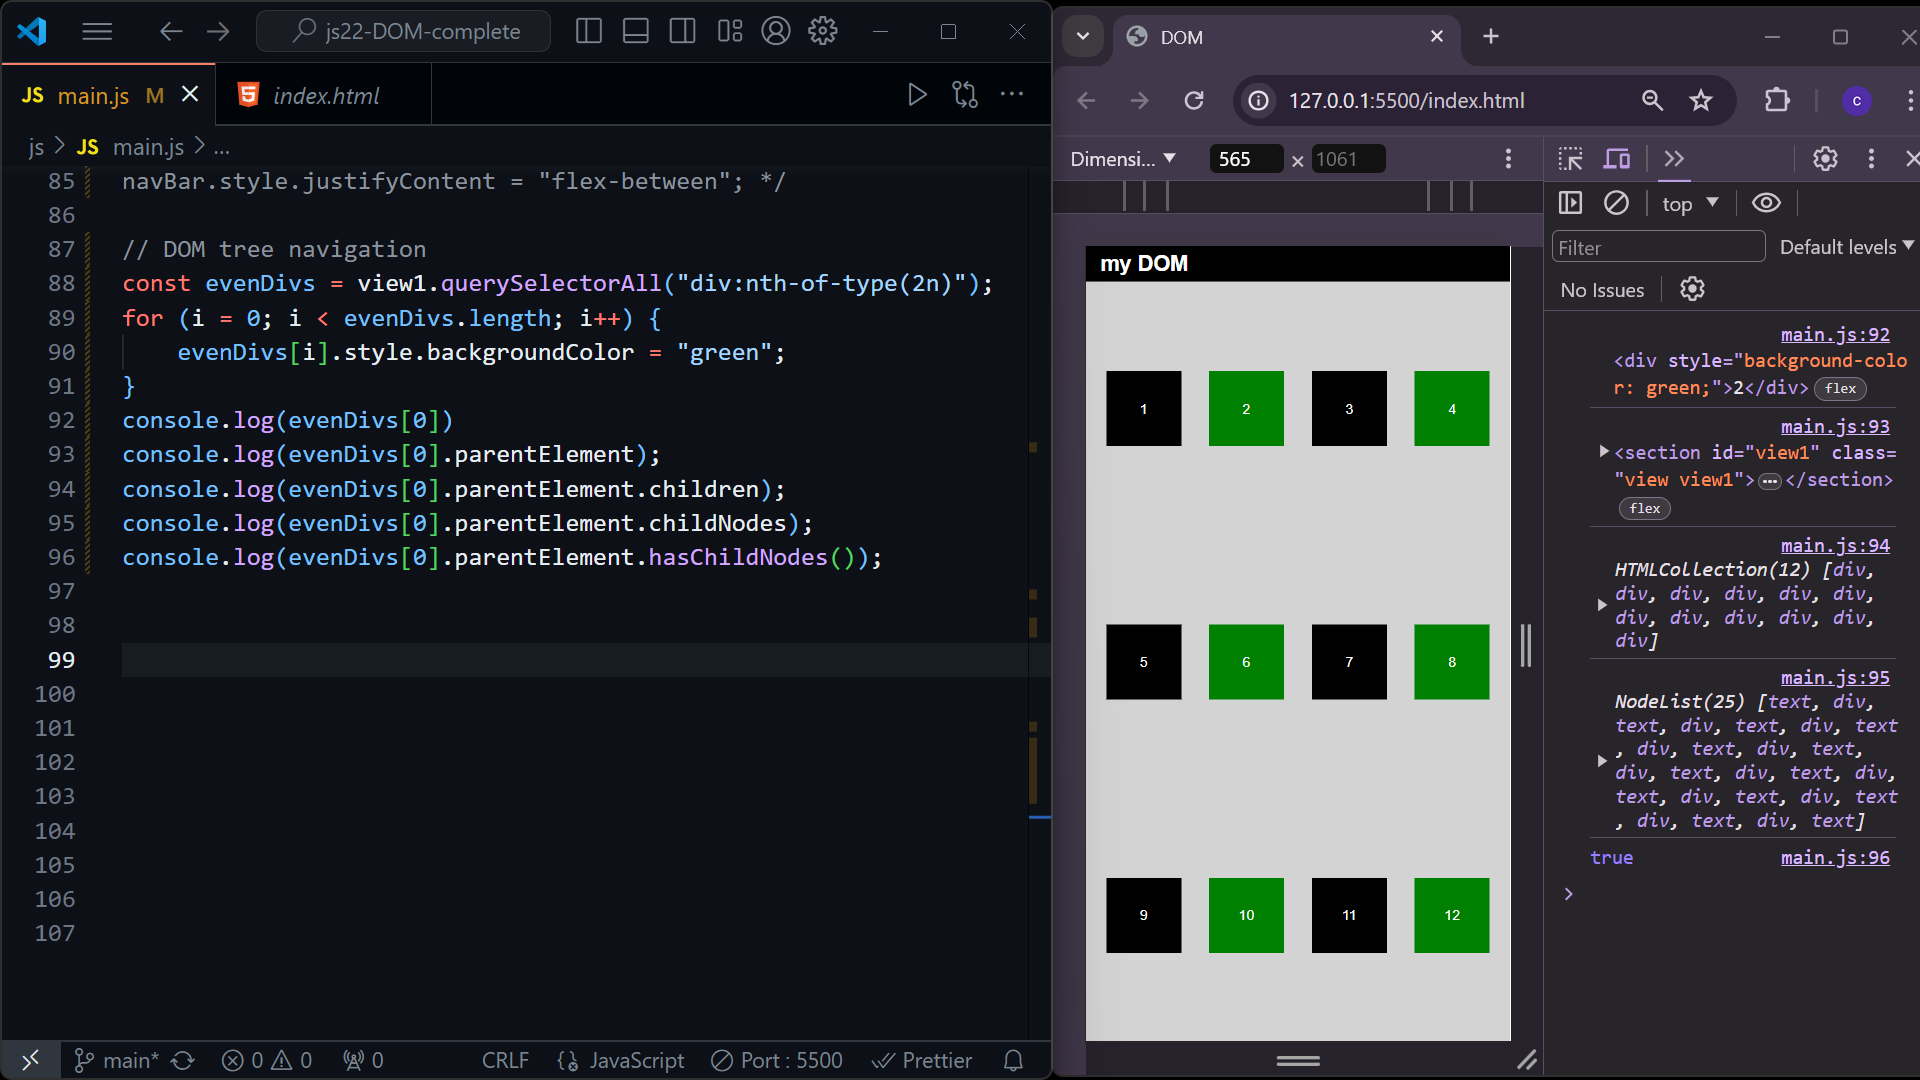 js22-DOM-complete
JS main.js M
index.html
js > JS main.js > ...
85 navBar.style.justifyContent = "flex-between"; */
86
87 // DOM tree navigation
88 const evenDivs = view1.querySelectorAll("div:nth-of-type(2n)");
89 for (i = 0; i < evenDivs.length; i++) {
90 evenDivs[i].style.backgroundColor = "green";
91 }
92 console.log(evenDivs[0])
93 console.log(evenDivs[0].parentElement);
94 console.log(evenDivs[0].parentElement.children);
95 console.log(evenDivs[0].parentElement.childNodes);
96 console.log(evenDivs[0].parentElement.hasChildNodes());
97
98
99
100
101
102
103
104
105
106
107
main* 0 0 0 CRLF JavaScript Port : 5500 Prettier
DOM
127.0.0.1:5500/index.html
c
Dimensi... 565 × 1061
my DOM
1 2 3 4
5 6 7 8
9 10 11 12
top
Filter
Default levels
No Issues
main.js:92
<div style="background-colo
r: green;">2</div> flex
main.js:93
<section id="view1" class=
"view view1">…</section>
flex
main.js:94
HTMLCollection(12) [div,
div, div, div, div, div,
div, div, div, div, div,
div]
main.js:95
NodeList(25) [text, div,
text, div, text, div, text
, div, text, div, text,
div, text, div, text, div,
text, div, text, div, text
, div, text, div, text]
true main.js:96